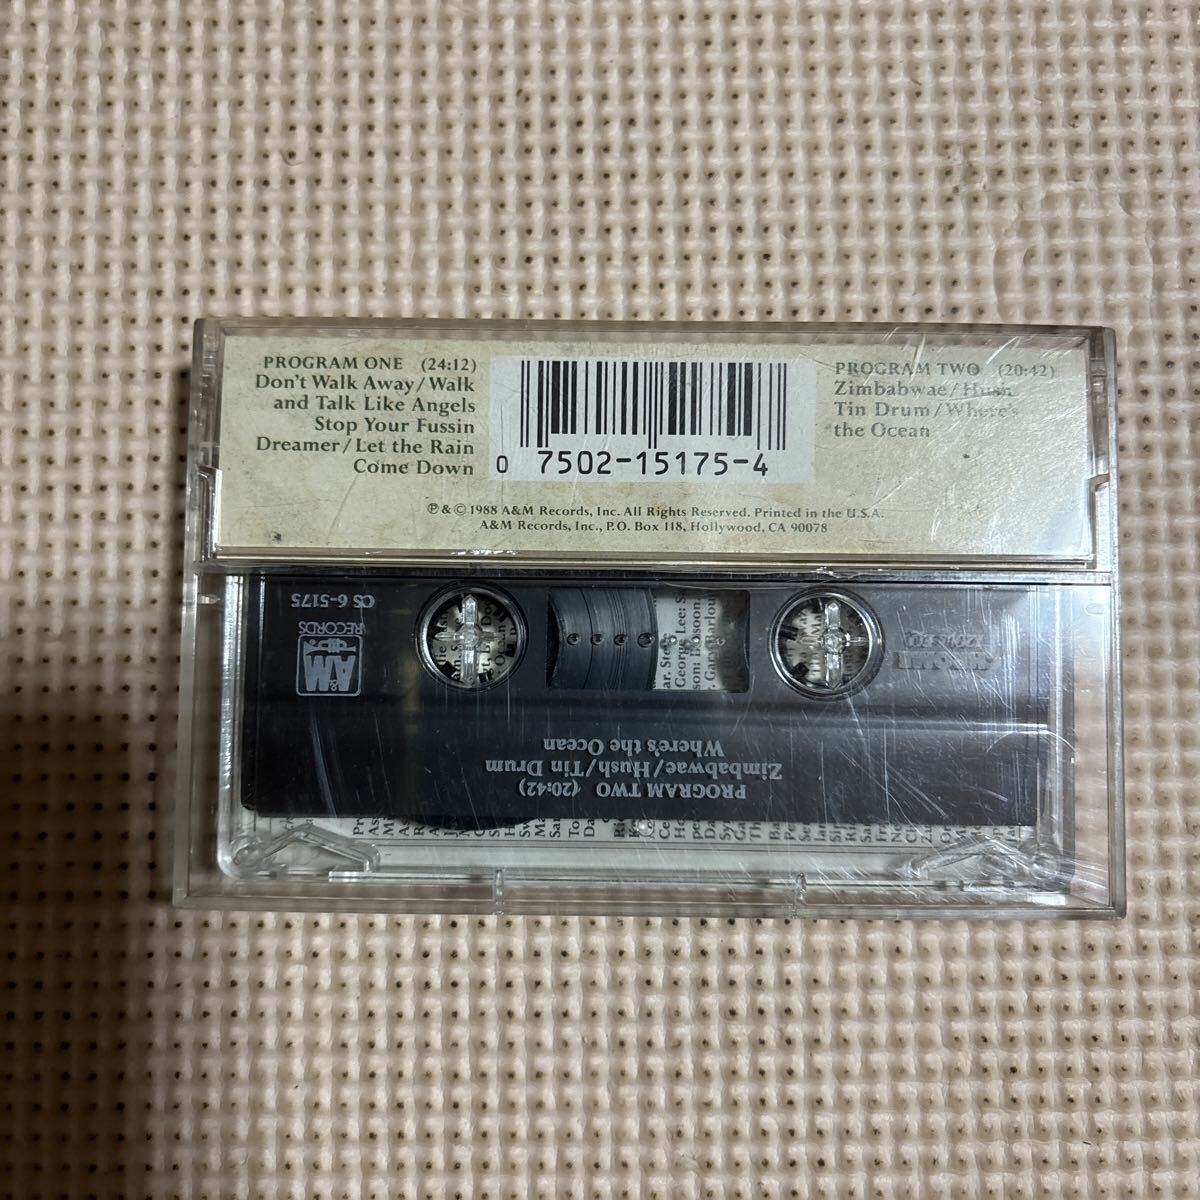 PROGRAM ONE (24:12)
Don't Walk Away/Walk
and Talk Like Angels
Stop Your Fussin
Dreamer/Let the Rain
Come Down
0 7502-15175-4
PROGRAM TWO (20:42)
Zimbabwae/Hush
Tin Drum/Where's
the Ocean
℗ & © 1988 A&M Records, Inc. All Rights Reserved. Printed in the U.S.A.
A&M Records, Inc., P.O. Box 118, Hollywood, CA 90078
CS 6-5175
A&M
RECORDS
George Lee: S
PROGRAM TWO (20:42)
Zimbabwae/Hush/Tin Drum
Where's the Ocean